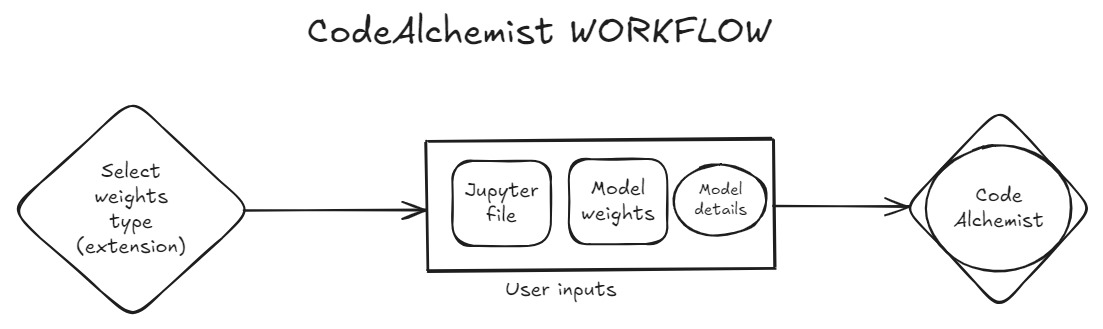 CodeAlchemist WORKFLOW
Select
weights
type
(extension)
Jupyter
file
Model
weights
Model
details
User inputs
Code
Alchemist